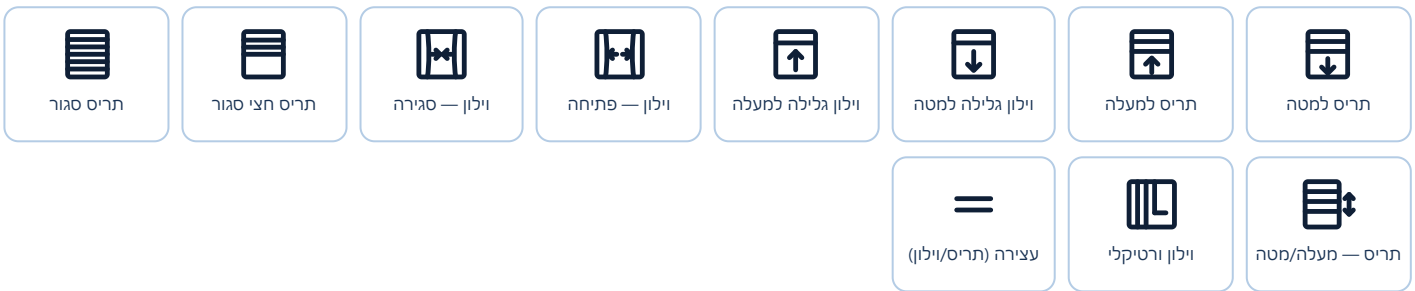 תריס למטה
תריס למעלה
וילון גלילה למטה
וילון גלילה למעלה
וילון — פתיחה
וילון — סגירה
תריס חצי סגור
תריס סגור
תריס — מעלה/מטה
וילון ורטיקלי
עצירה (תריס/וילון)